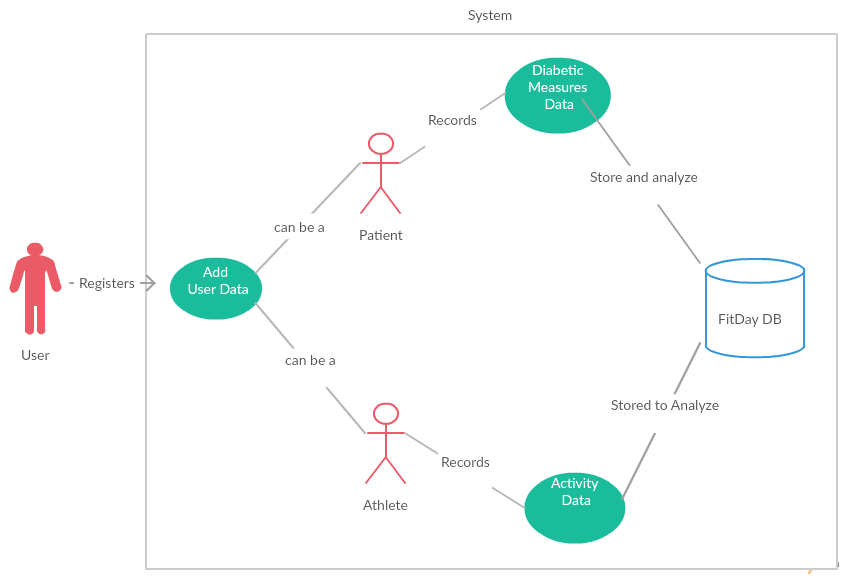 System
Diabetic
Measures
Data
Records
Store and analyze
can be a
Patient
Add
User Data
Registers
User
FitDay DB
can be a
Stored to Analyze
Records
Athlete
Activity
Data